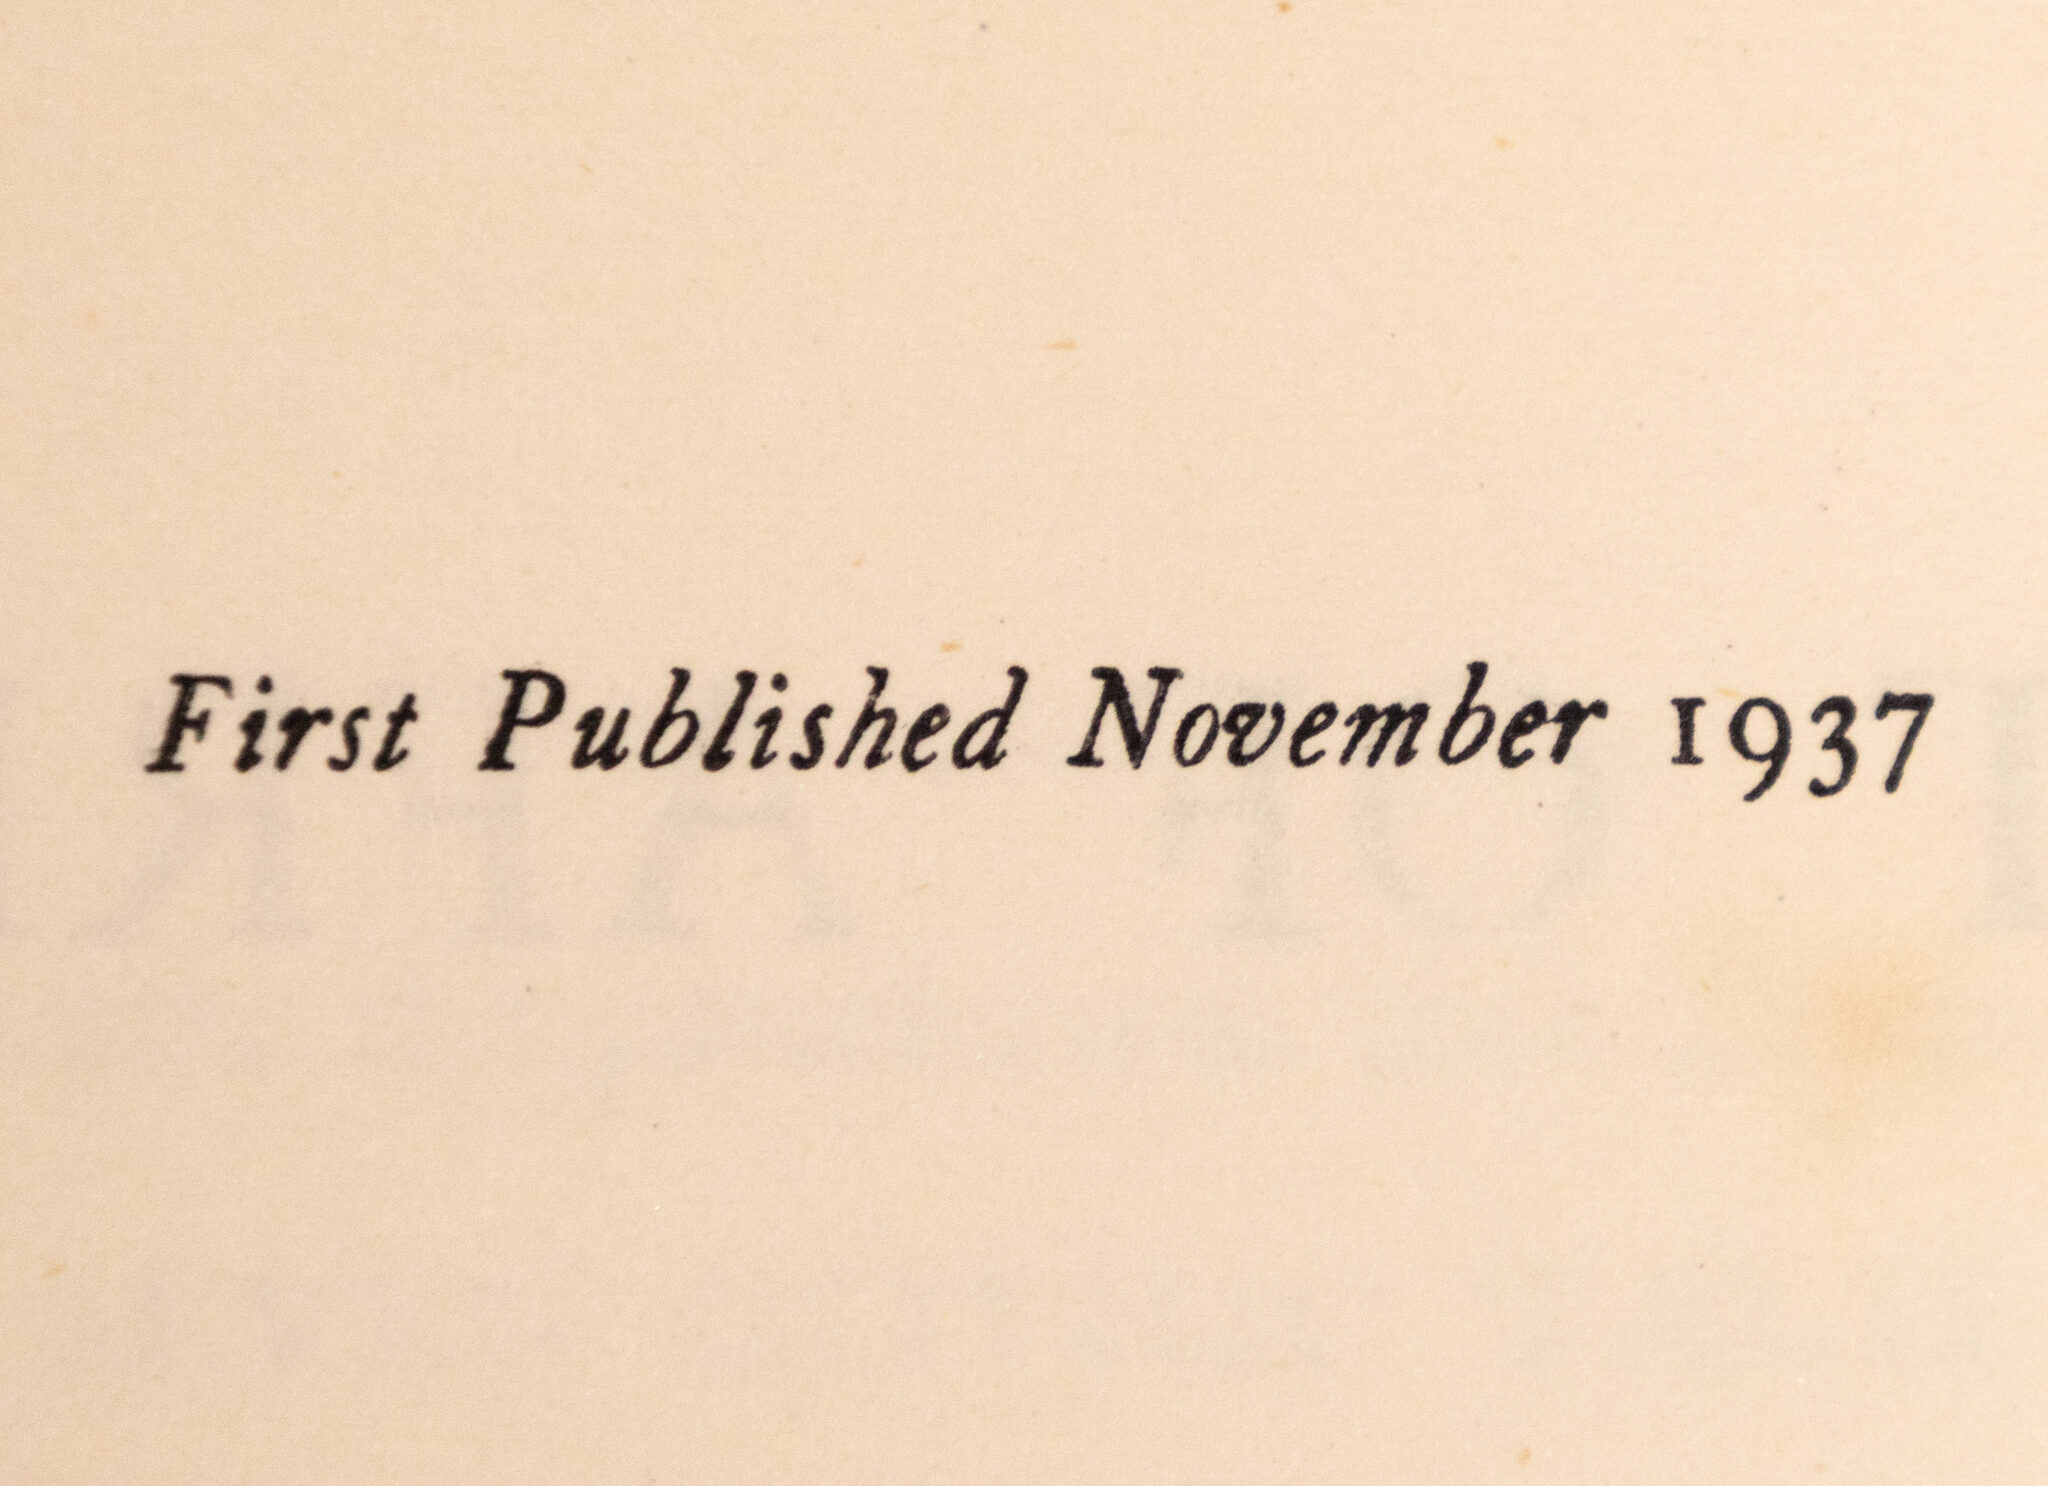 First Published November 1937